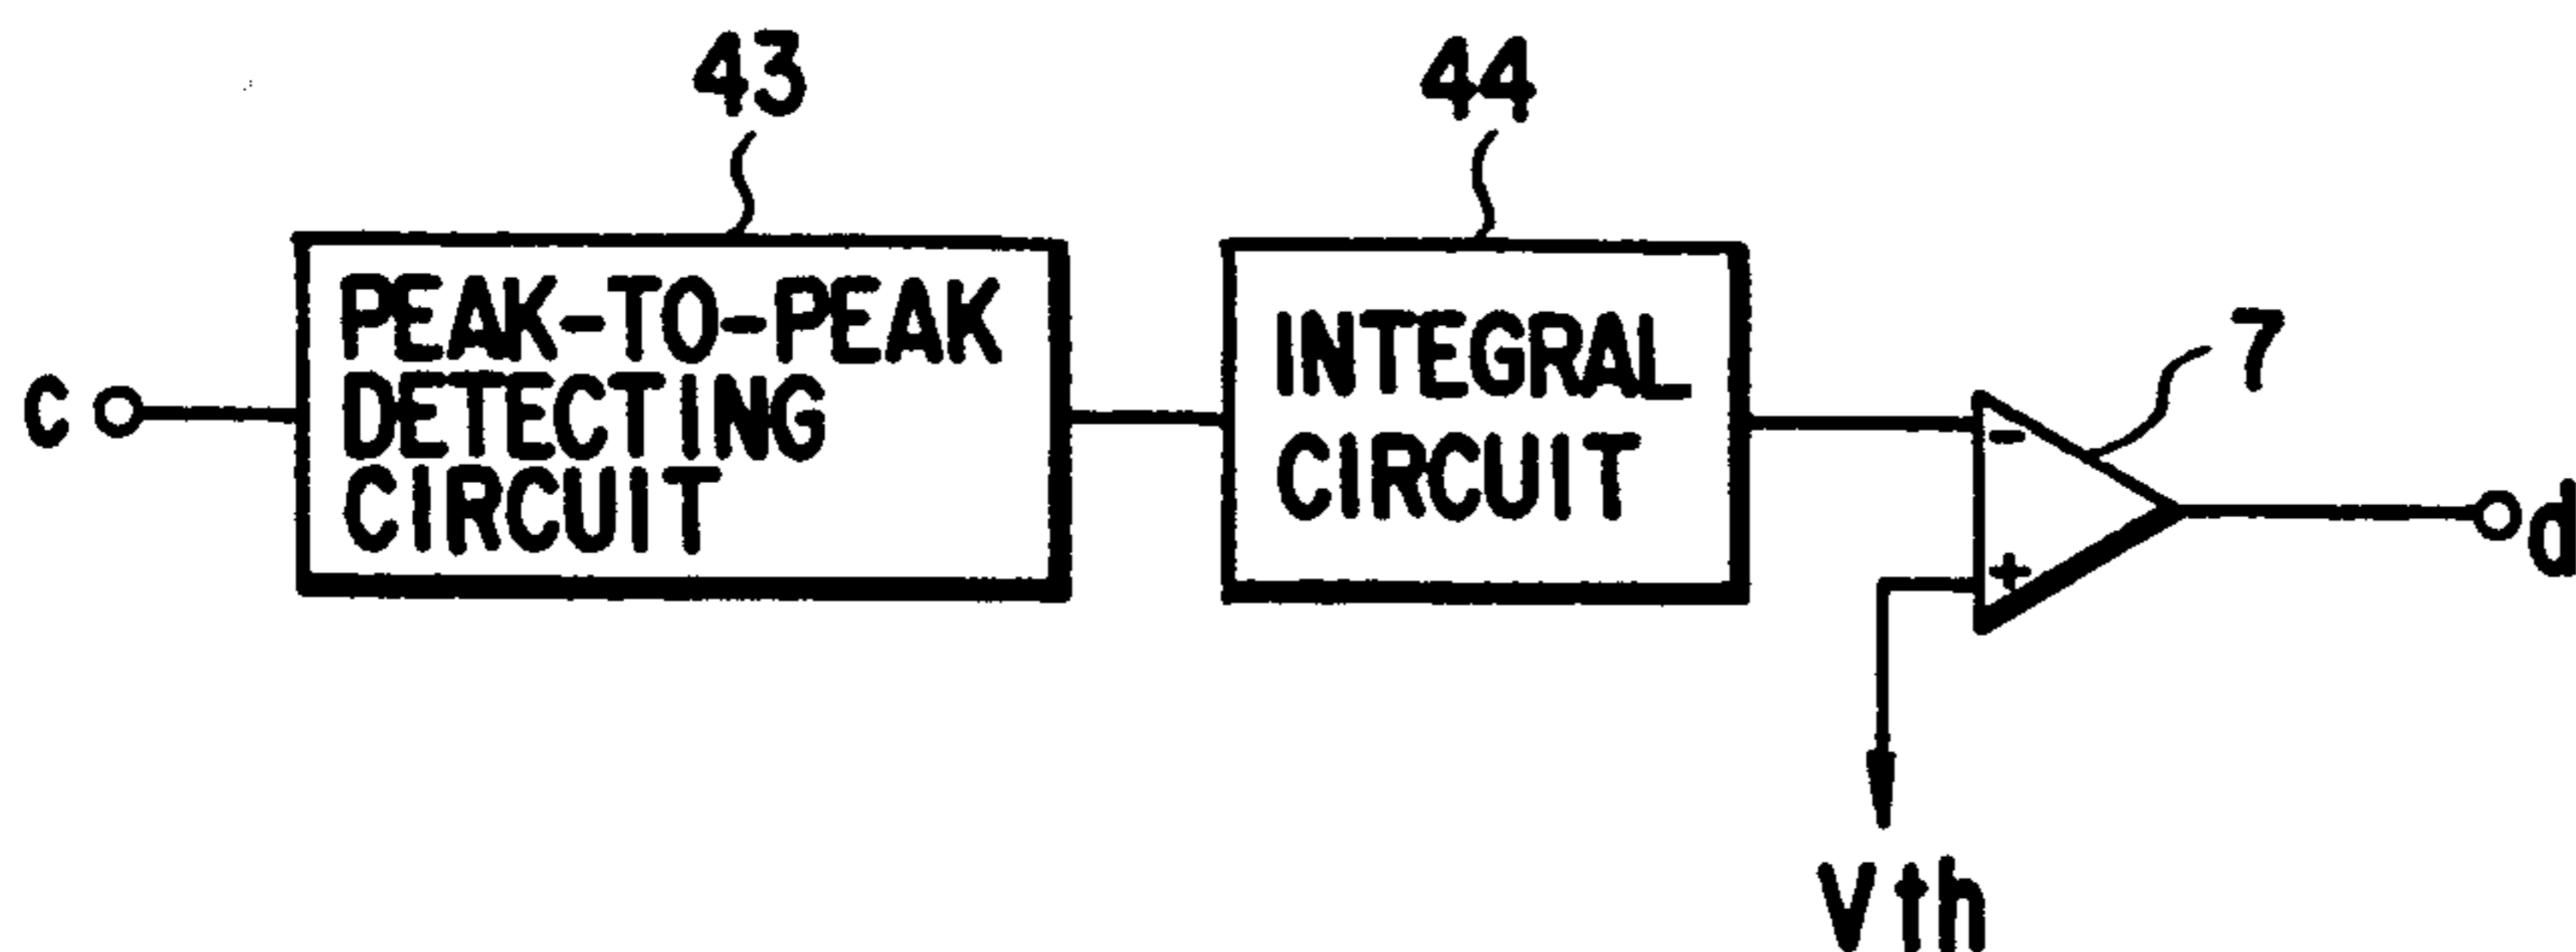 43
44
7
c
PEAK-TO-PEAK
DETECTING
CIRCUIT
INTEGRAL
CIRCUIT
-
+
d
Vth